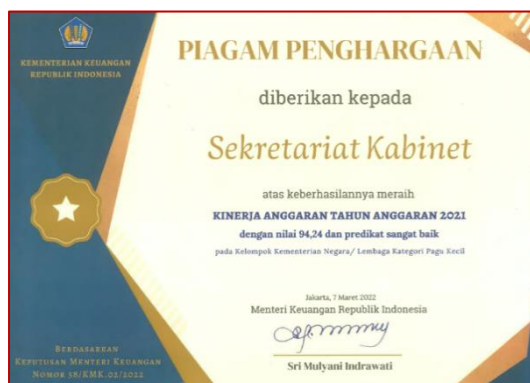 KEMENTERIAN KEUANGAN
REPUBLIK INDONESIA
PIAGAM PENGHARGAAN
diberikan kepada
Sekretariat Kabinet
atas keberhasilannya meraih
KINERJA ANGGARAN TAHUN ANGGARAN 2021
dengan nilai 94,24 dan predikat sangat baik
pada Kelompok Kementerian Negara/ Lembaga Kategori Pagu Kecil
Jakarta, 7 Maret 2022
Menteri Keuangan Republik Indonesia
Sri Mulyani Indrawati
BERDASARKAN
KEPUTUSAN MENTERI KEUANGAN
NOMOR 58/KMK.02/2022